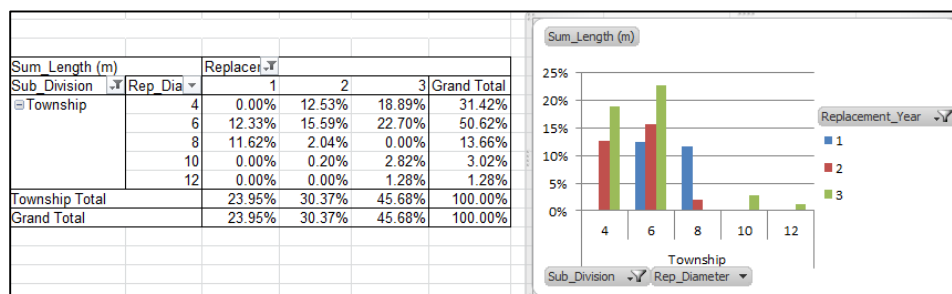 Sum_Length (m) Replacer
Sub_Division Rep_Dia 1 2 3 Grand Total
Township 4 0.00% 12.53% 18.89% 31.42%
6 12.33% 15.59% 22.70% 50.62%
8 11.62% 2.04% 0.00% 13.66%
10 0.00% 0.20% 2.82% 3.02%
12 0.00% 0.00% 1.28% 1.28%
Township Total 23.95% 30.37% 45.68% 100.00%
Grand Total 23.95% 30.37% 45.68% 100.00%
Sum_Length (m)
25%
20%
15%
10%
5%
0%
4 6 8 10 12
Township
Replacement_Year
1
2
3
Sub_Division Rep_Diameter